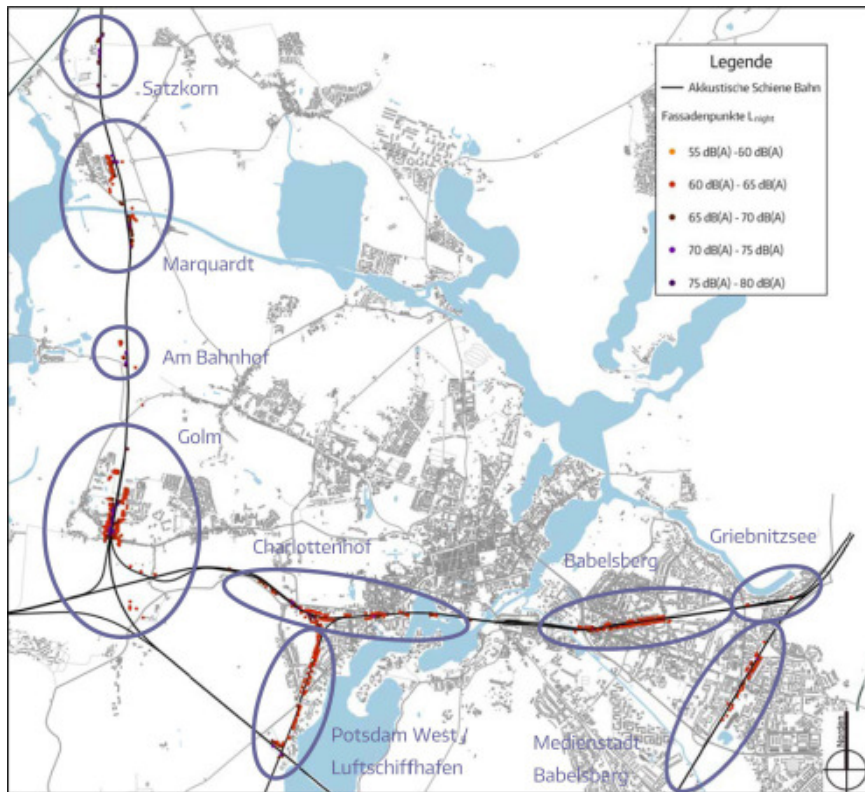 Legende
Akkustische Schiene Bahn
Fassadenpunkte Lnight
55 dB(A) -60 dB(A)
60 dB(A) - 65 dB(A)
65 dB(A) - 70 dB(A)
70 dB(A) - 75 dB(A)
75 dB(A) - 80 dB(A)
Satzkorn
Marquardt
Am Bahnhof
Golm
Charlottenhof
Babelsberg
Griebnitzsee
Potsdam West /
Luftschiffhafen
Medienstadt
Babelsberg
Norden